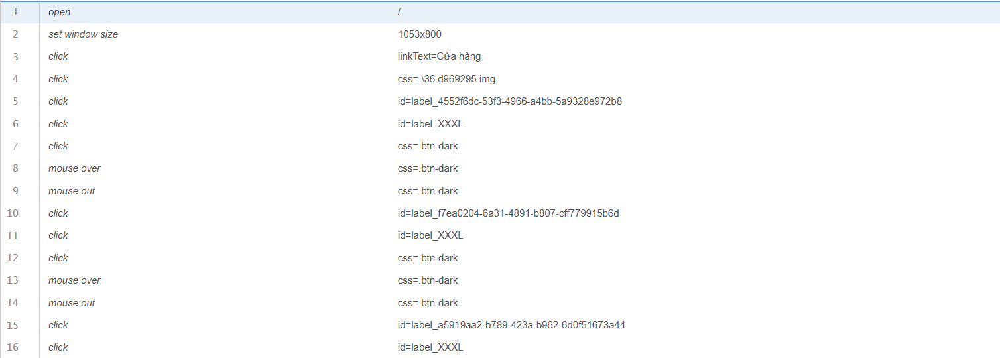 1 open /
2 set window size 1053x800
3 click linkText=Cửa hàng
4 click css=.\36 d969295 img
5 click id=label_4552f6dc-53f3-4966-a4bb-5a9328e972b8
6 click id=label_XXXL
7 click css=.btn-dark
8 mouse over css=.btn-dark
9 mouse out css=.btn-dark
10 click id=label_f7ea0204-6a31-4891-b807-cff779915b6d
11 click id=label_XXXL
12 click css=.btn-dark
13 mouse over css=.btn-dark
14 mouse out css=.btn-dark
15 click id=label_a5919aa2-b789-423a-b962-6d0f51673a44
16 click id=label_XXXL